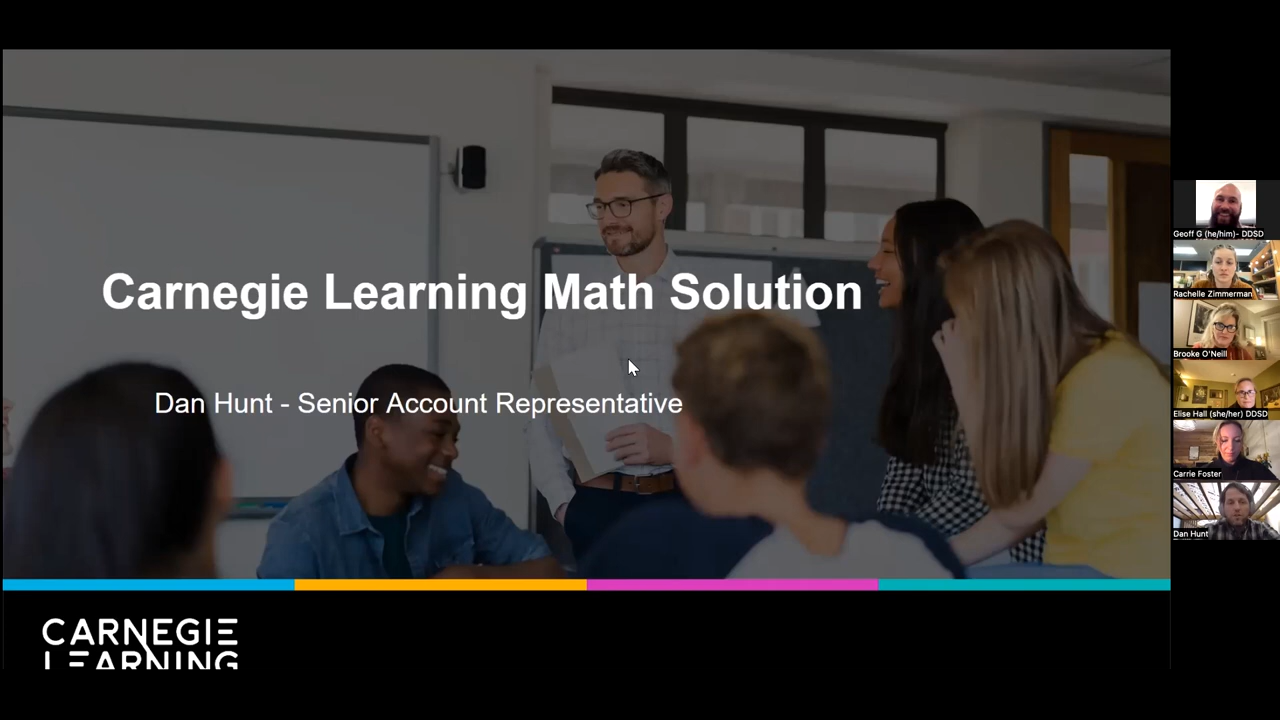 Carnegie Learning Math Solution
Dan Hunt - Senior Account Representative
CARNEGIE
LEARNING
Geoff G (he/him)- DDSD
Rachelle Zimmerman
Brooke O'Neill
Elise Hall (she/her) DDSD
Carrie Foster
Dan Hunt